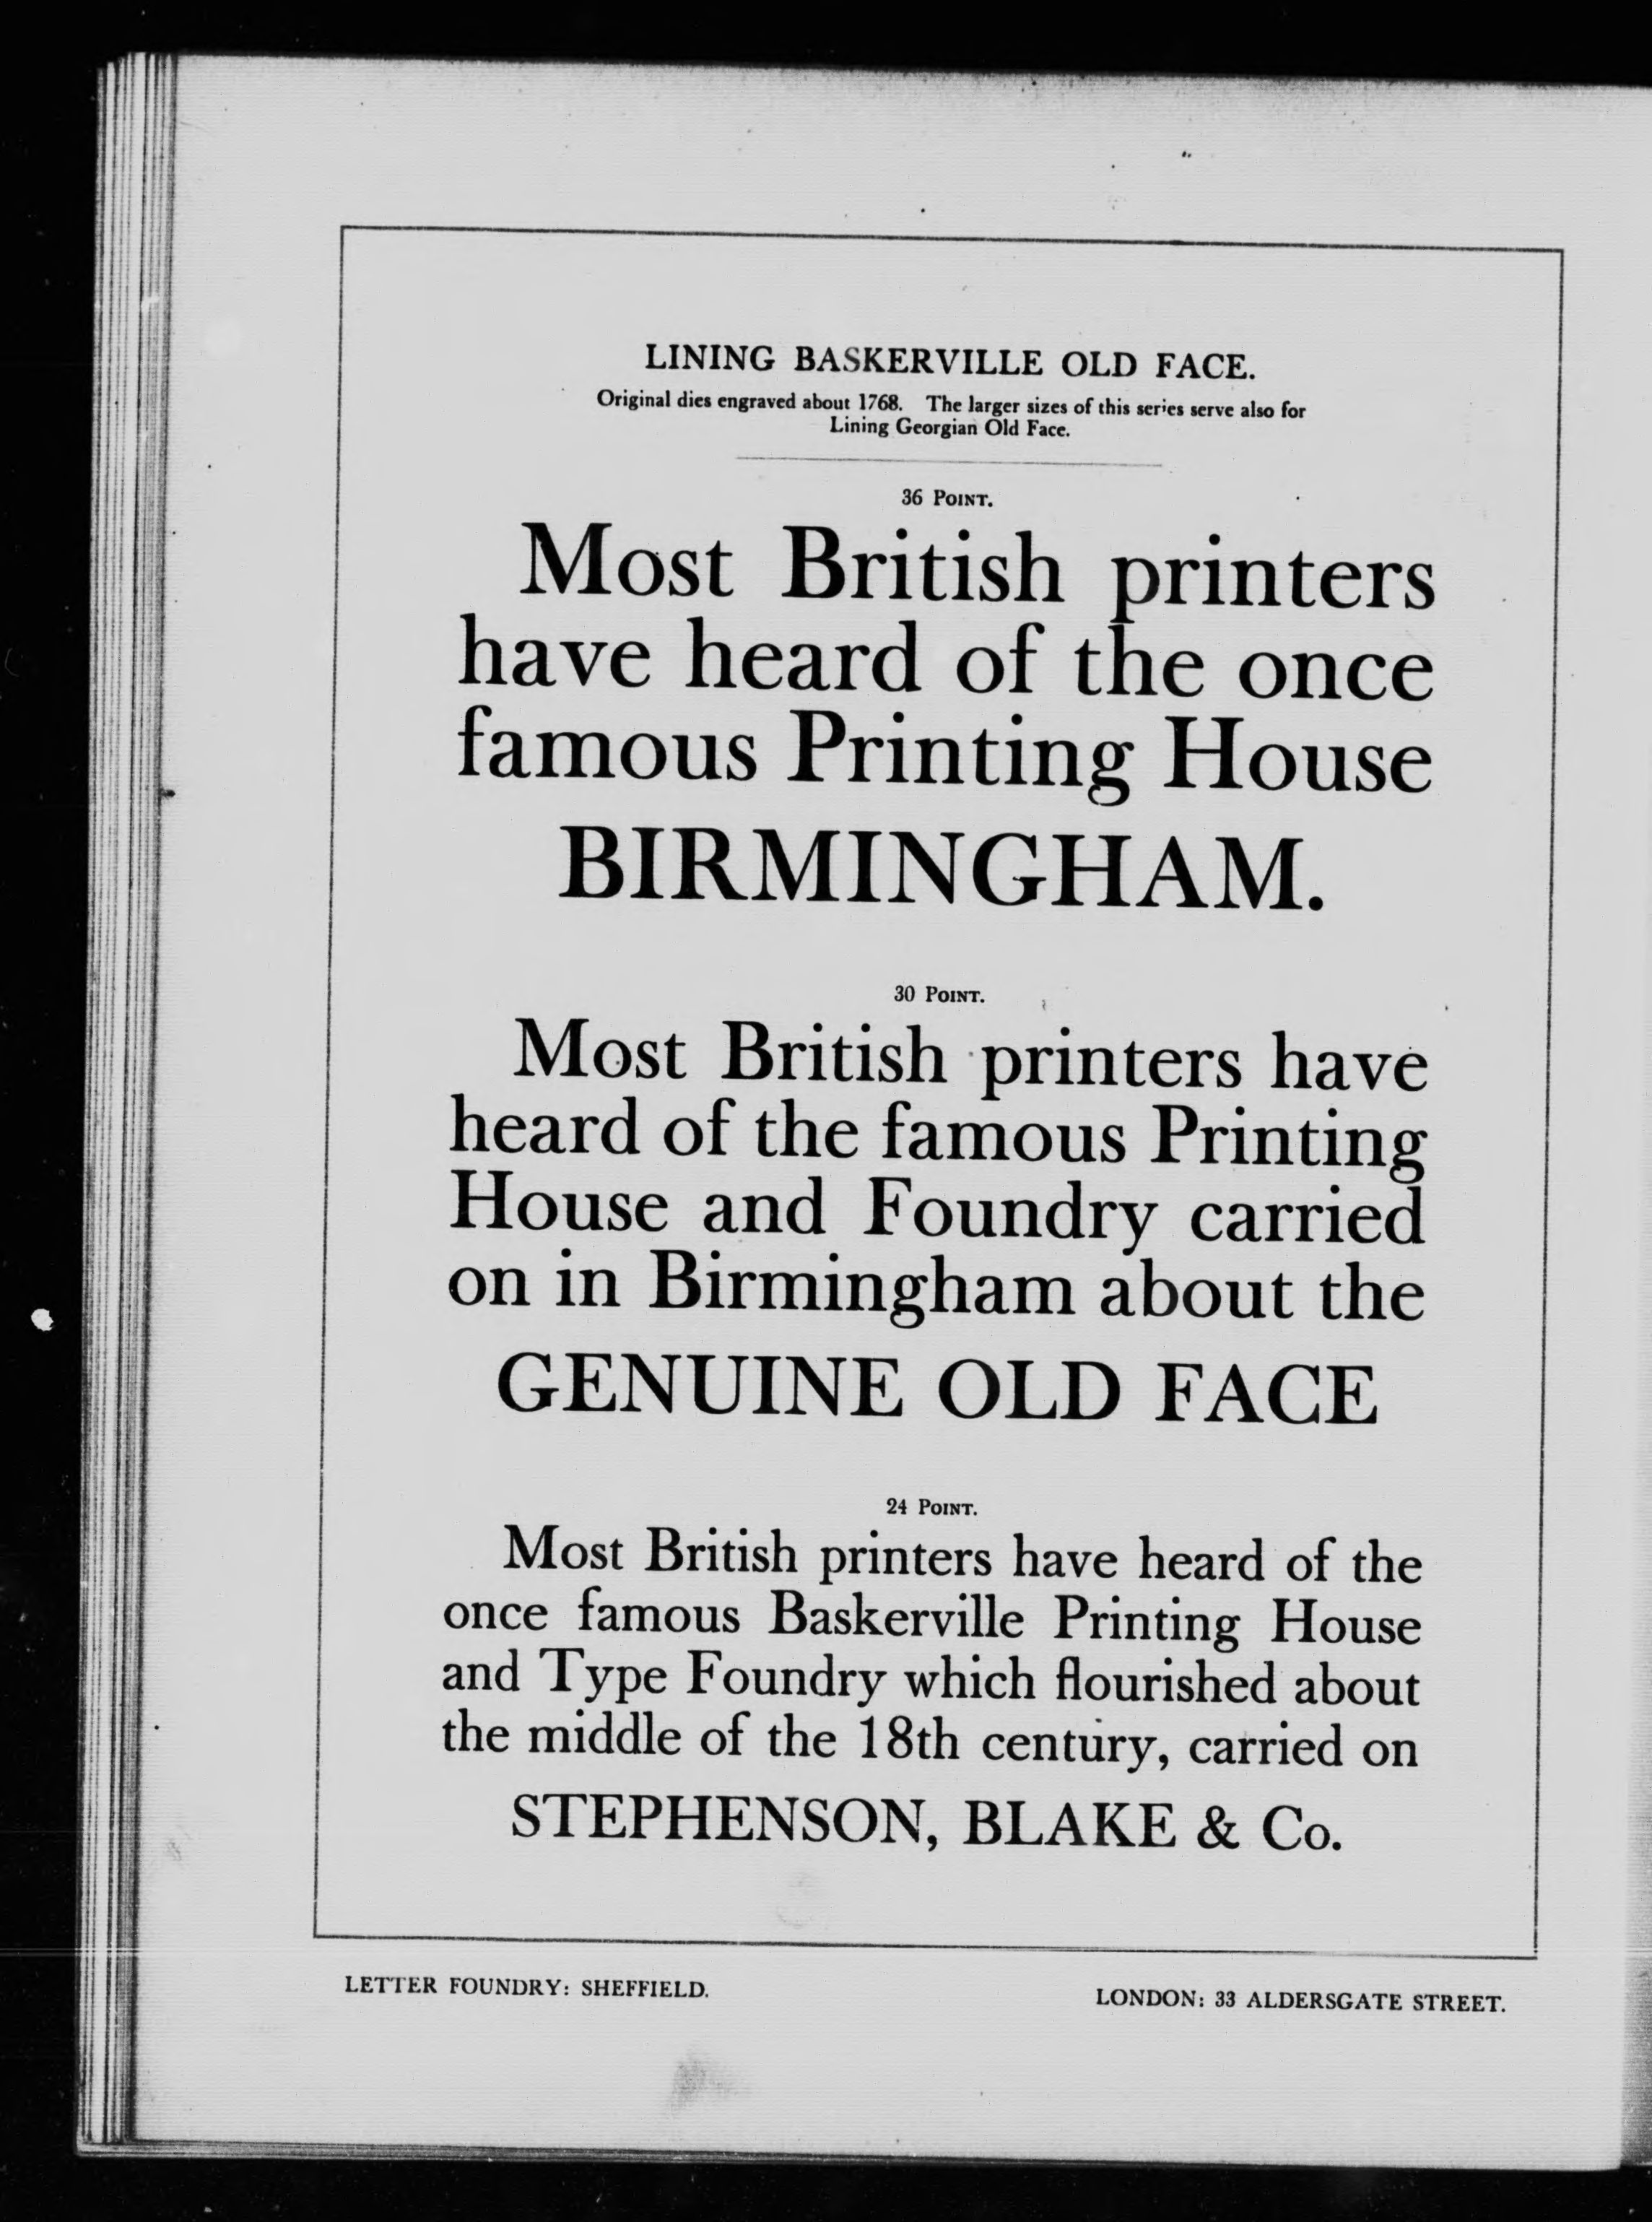 LINING BASKERVILLE OLD FACE.
Original dies engraved about 1768. The larger sizes of this series serve also for
Lining Georgian Old Face.
36 POINT.
Most British printers
have heard of the once
famous Printing House
BIRMINGHAM.
30 POINT.
Most British printers have
heard of the famous Printing
House and Foundry carried
on in Birmingham about the
GENUINE OLD FACE
24 POINT.
Most British printers have heard of the
once famous Baskerville Printing House
and Type Foundry which flourished about
the middle of the 18th century, carried on
STEPHENSON, BLAKE & Co.
LETTER FOUNDRY: SHEFFIELD.
LONDON: 33 ALDERSGATE STREET.